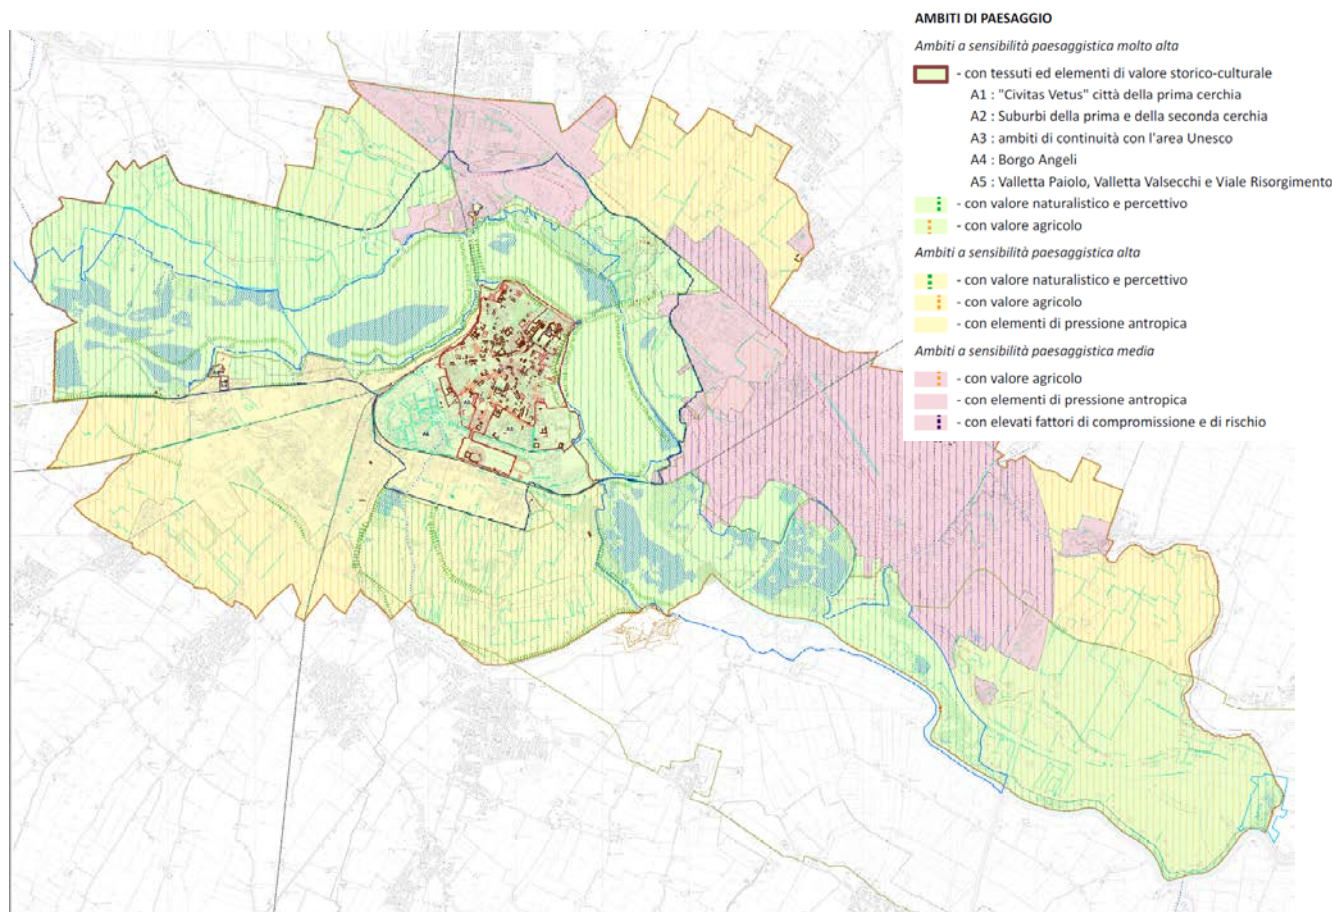 AMBITI DI PAESAGGIO
Ambiti a sensibilità paesaggistica molto alta
- con tessuti ed elementi di valore storico-culturale
A1 : "Civitas Vetus" città della prima cerchia
A2 : Suburbi della prima e della seconda cerchia
A3 : ambiti di continuità con l'area Unesco
A4 : Borgo Angeli
A5 : Valletta Paiolo, Valletta Valsecchi e Viale Risorgimento
- con valore naturalistico e percettivo
- con valore agricolo
Ambiti a sensibilità paesaggistica alta
- con valore naturalistico e percettivo
- con valore agricolo
- con elementi di pressione antropica
Ambiti a sensibilità paesaggistica media
- con valore agricolo
- con elementi di pressione antropica
- con elevati fattori di compromissione e di rischio